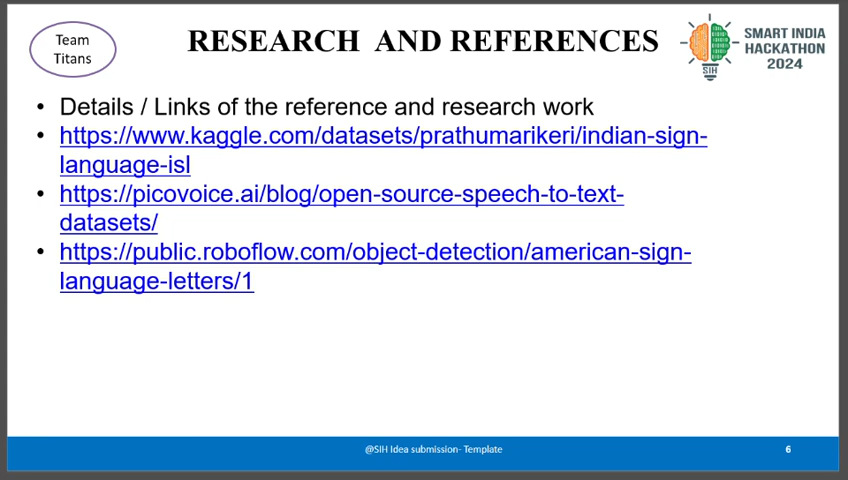 Team
Titans
RESEARCH AND REFERENCES
SMART INDIA
HACKATHON
2024
SIH
• Details / Links of the reference and research work
• https://www.kaggle.com/datasets/prathumarikeri/indian-sign-
language-isl
• https://picovoice.ai/blog/open-source-speech-to-text-
datasets/
• https://public.roboflow.com/object-detection/american-sign-
language-letters/1
@SIH Idea submission- Template
6